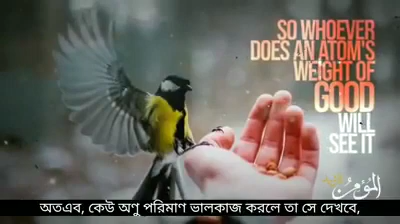 SO WHOEVER
DOES AN ATOM'S
WEIGHT OF
GOOD
WILL
SEE IT
অতএব, কেউ অণু পরিমাণ ভালকাজ করলে তা সে দেখবে,